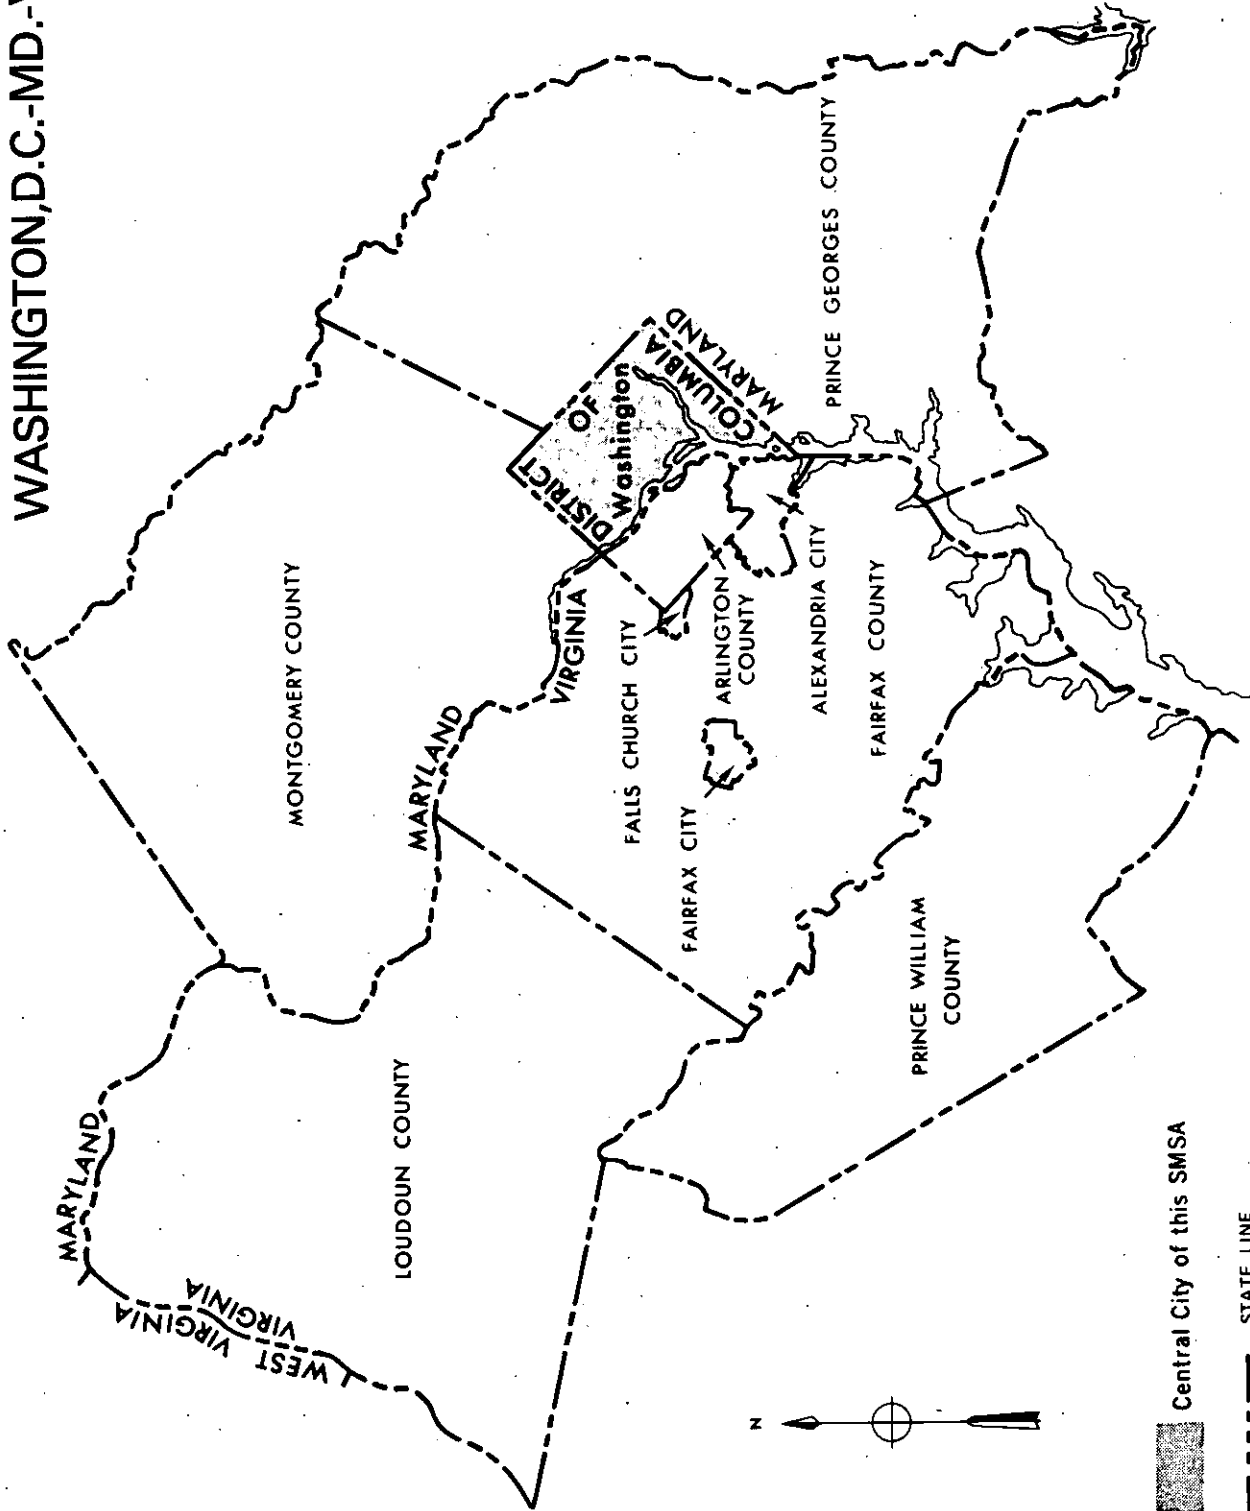 WASHINGTON, D.C.-MD.-
MARYLAND
WEST VIRGINIA
VIRGINIA
MONTGOMERY COUNTY
LOUDOUN COUNTY
MARYLAND
VIRGINIA
DISTRICT
OF
COLUMBIA
Washington
MARYLAND
FALLS CHURCH CITY
FAIRFAX CITY
ARLINGTON
COUNTY
ALEXANDRIA CITY
FAIRFAX COUNTY
PRINCE GEORGES COUNTY
PRINCE WILLIAM
COUNTY
N
Central City of this SMSA
STATE LINE